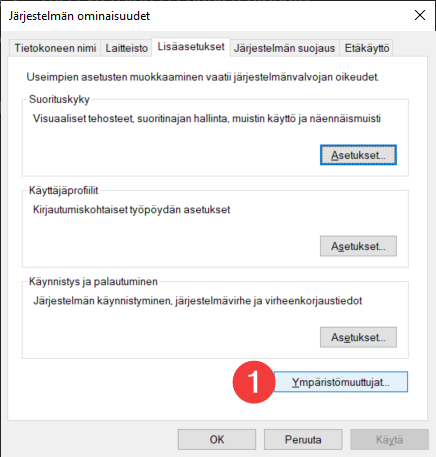 Järjestelmän ominaisuudet
Tietokoneen nimi Laitteisto Lisäasetukset Järjestelmän suojaus Etäkäyttö
Useimpien asetusten muokkaaminen vaatii järjestelmänvalvojan oikeudet.
Suorituskyky
Visuaaliset tehosteet, suoritinajan hallinta, muistin käyttö ja näennäismuisti
Asetukset...
Käyttäjäprofiilit
Kirjautumiskohtaiset työpöydän asetukset
Asetukset...
Käynnistys ja palautuminen
Järjestelmän käynnistyminen, järjestelmävirhe ja virheenkorjaustiedot
Asetukset...
1 Ympäristömuuttujat...
OK Peruuta Käytä